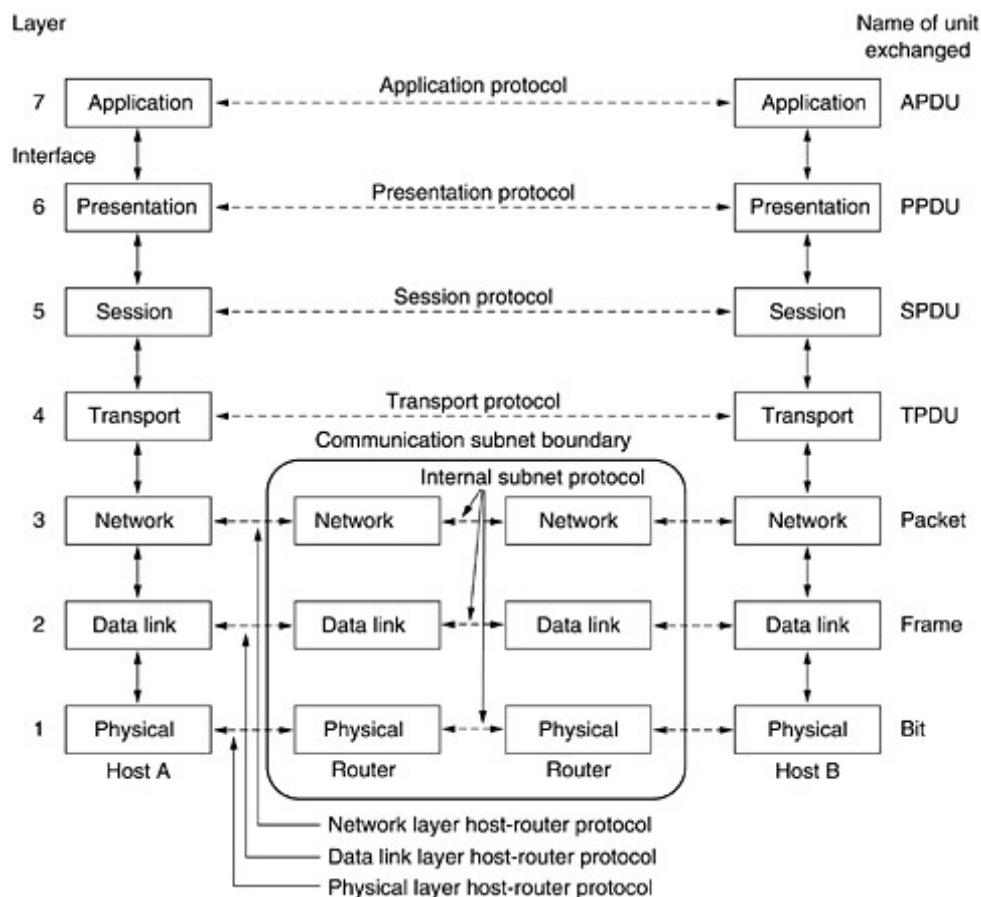 Layer
Name of unit
exchanged
Application protocol
7 Application Application APDU
Interface
Presentation protocol
6 Presentation Presentation PPDU
Session protocol
5 Session Session SPDU
Transport protocol
4 Transport Transport TPDU
Communication subnet boundary
Internal subnet protocol
3 Network Network Network Network Packet
2 Data link Data link Data link Data link Frame
1 Physical Physical Physical Physical Bit
Host A Router Router Host B
Network layer host-router protocol
Data link layer host-router protocol
Physical layer host-router protocol